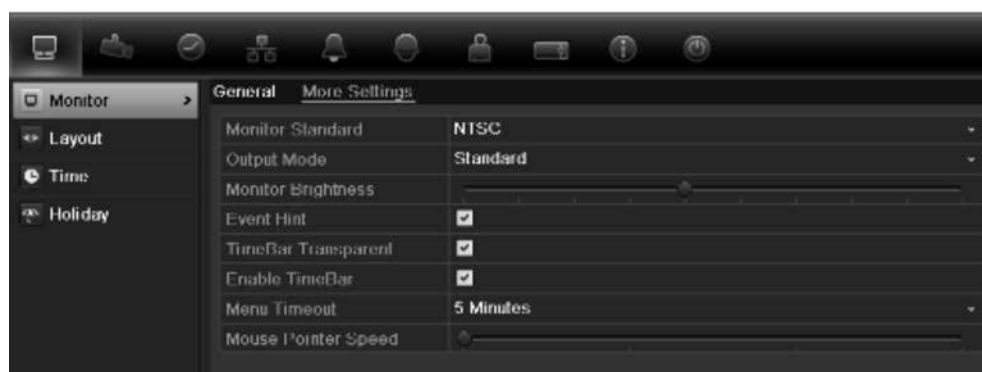 General More Settings
Monitor
Layout
Time
Holiday
Monitor Standard NTSC
Output Mode Standard
Monitor Brightness
Event Hint
TimeBar Transparent
Enable TimeBar
Menu Timeout 5 Minutes
Mouse Pointer Speed